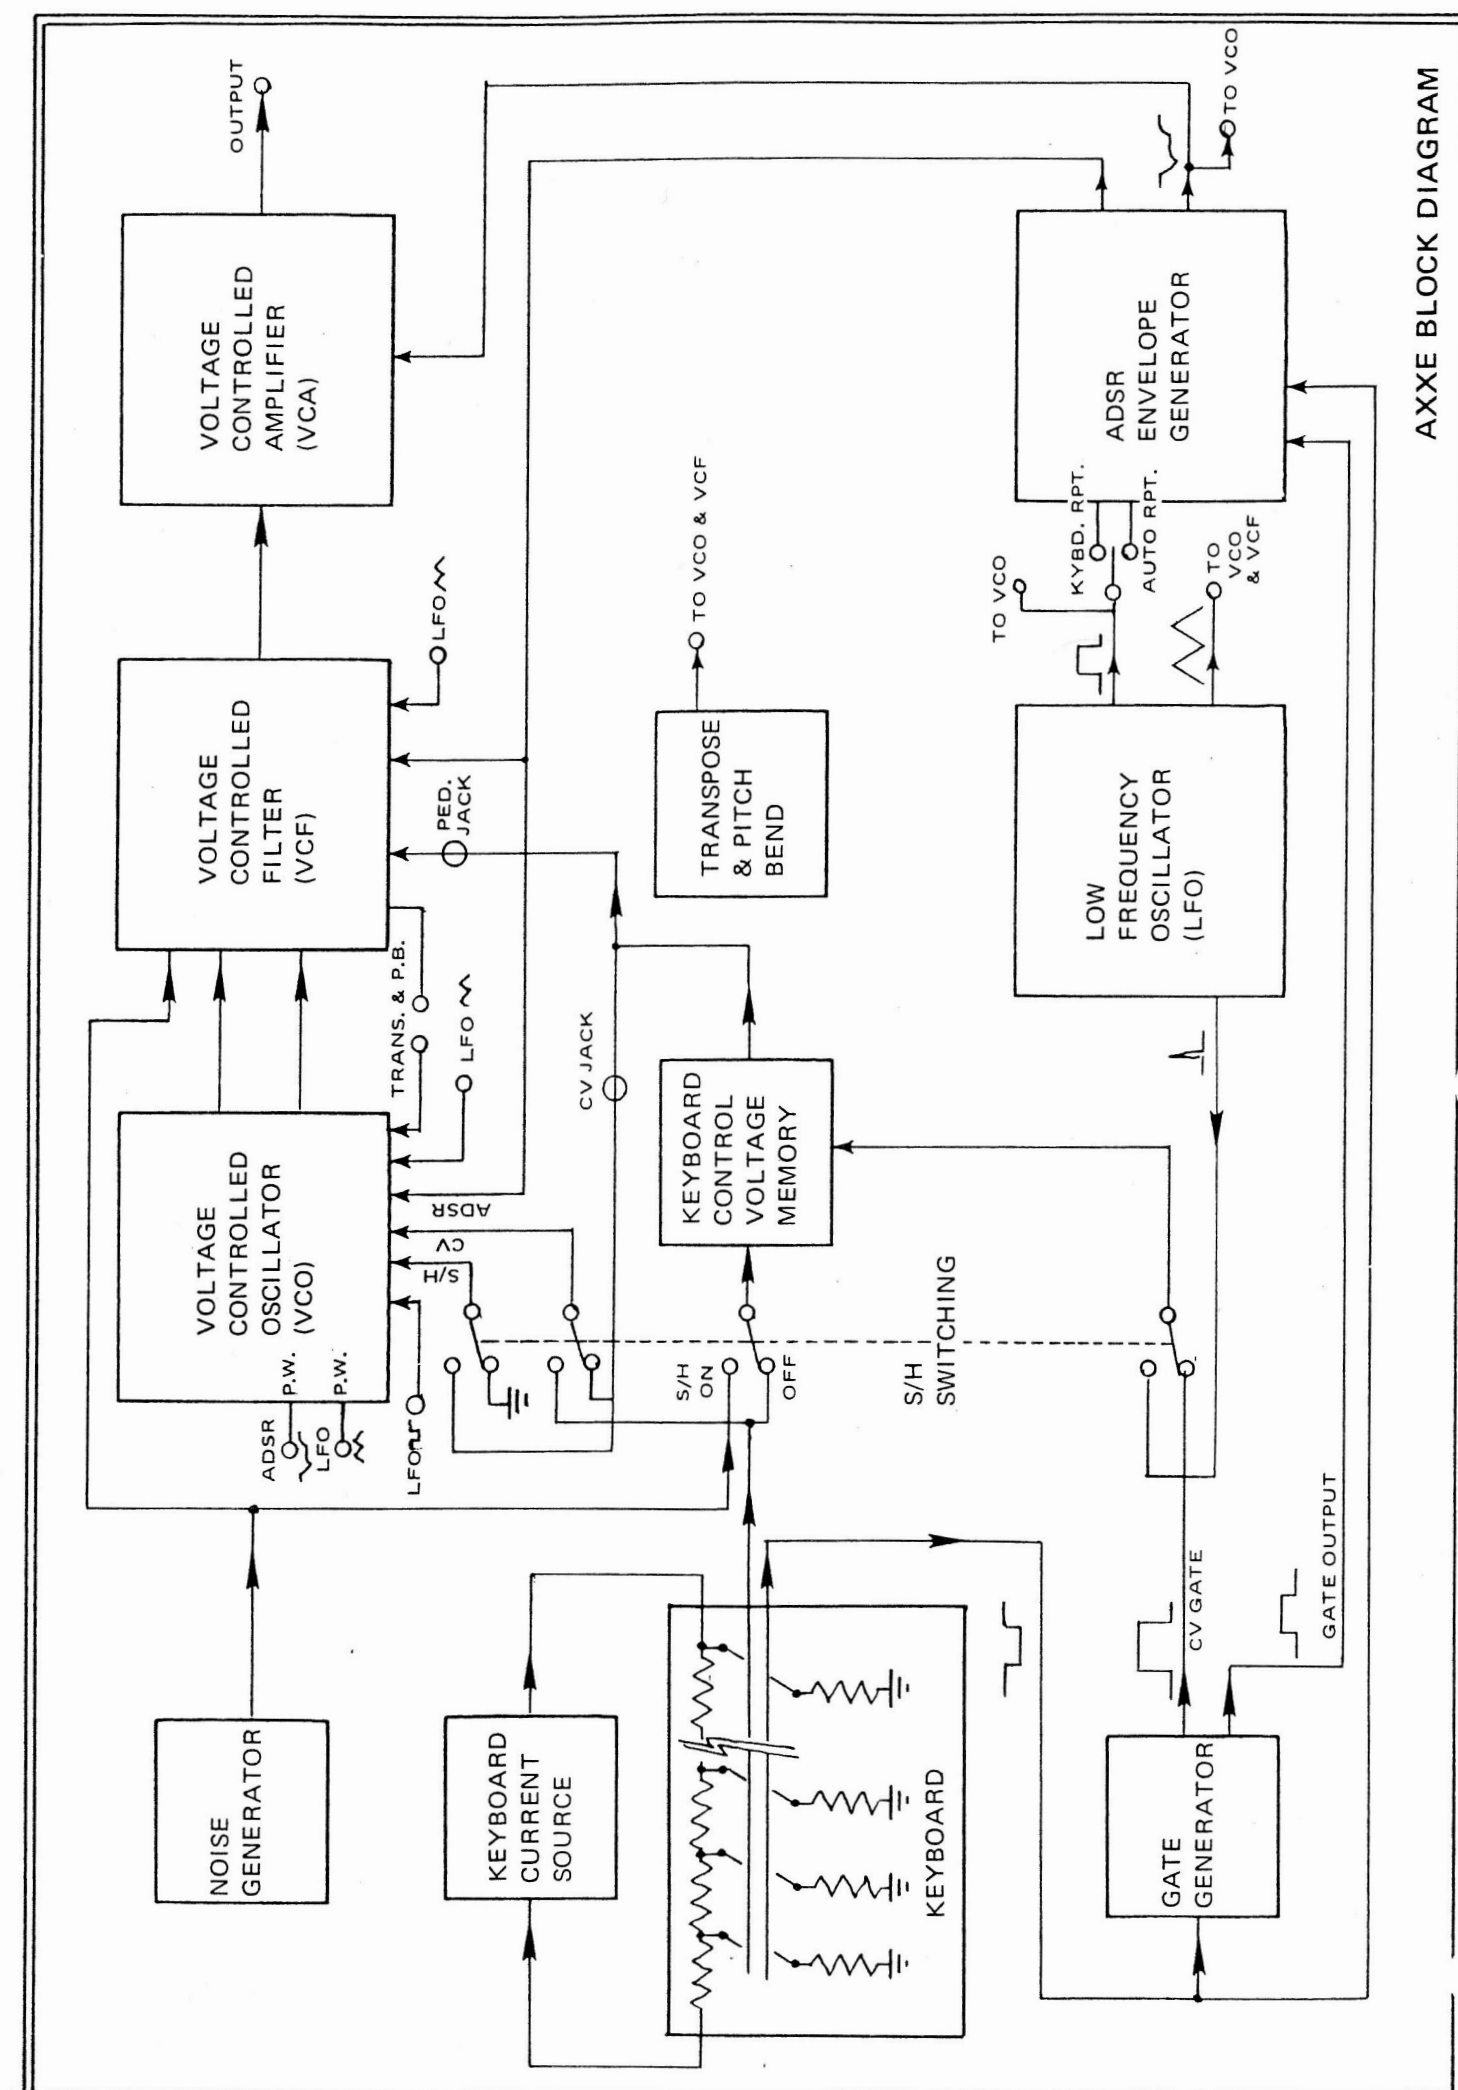 AXXE BLOCK DIAGRAM
NOISE
GENERATOR
VOLTAGE
CONTROLLED
OSCILLATOR
(VCO)
ADSR
P.W.
LFO
P.W.
LFO
S/H
CV
ADSR
LFO
TRANS. & P.B.
VOLTAGE
CONTROLLED
FILTER
(VCF)
PED.
JACK
LFO
VOLTAGE
CONTROLLED
AMPLIFIER
(VCA)
OUTPUT
KEYBOARD
CURRENT
SOURCE
CV JACK
S/H
ON
OFF
KEYBOARD
CONTROL
VOLTAGE
MEMORY
TRANSPOSE
& PITCH
BEND
TO VCO & VCF
KEYBOARD
S/H
SWITCHING
GATE
GENERATOR
CV GATE
GATE OUTPUT
LOW
FREQUENCY
OSCILLATOR
(LFO)
TO VCO
KYBD. RPT.
AUTO RPT.
TO
VCO
& VCF
ADSR
ENVELOPE
GENERATOR
TO VCO